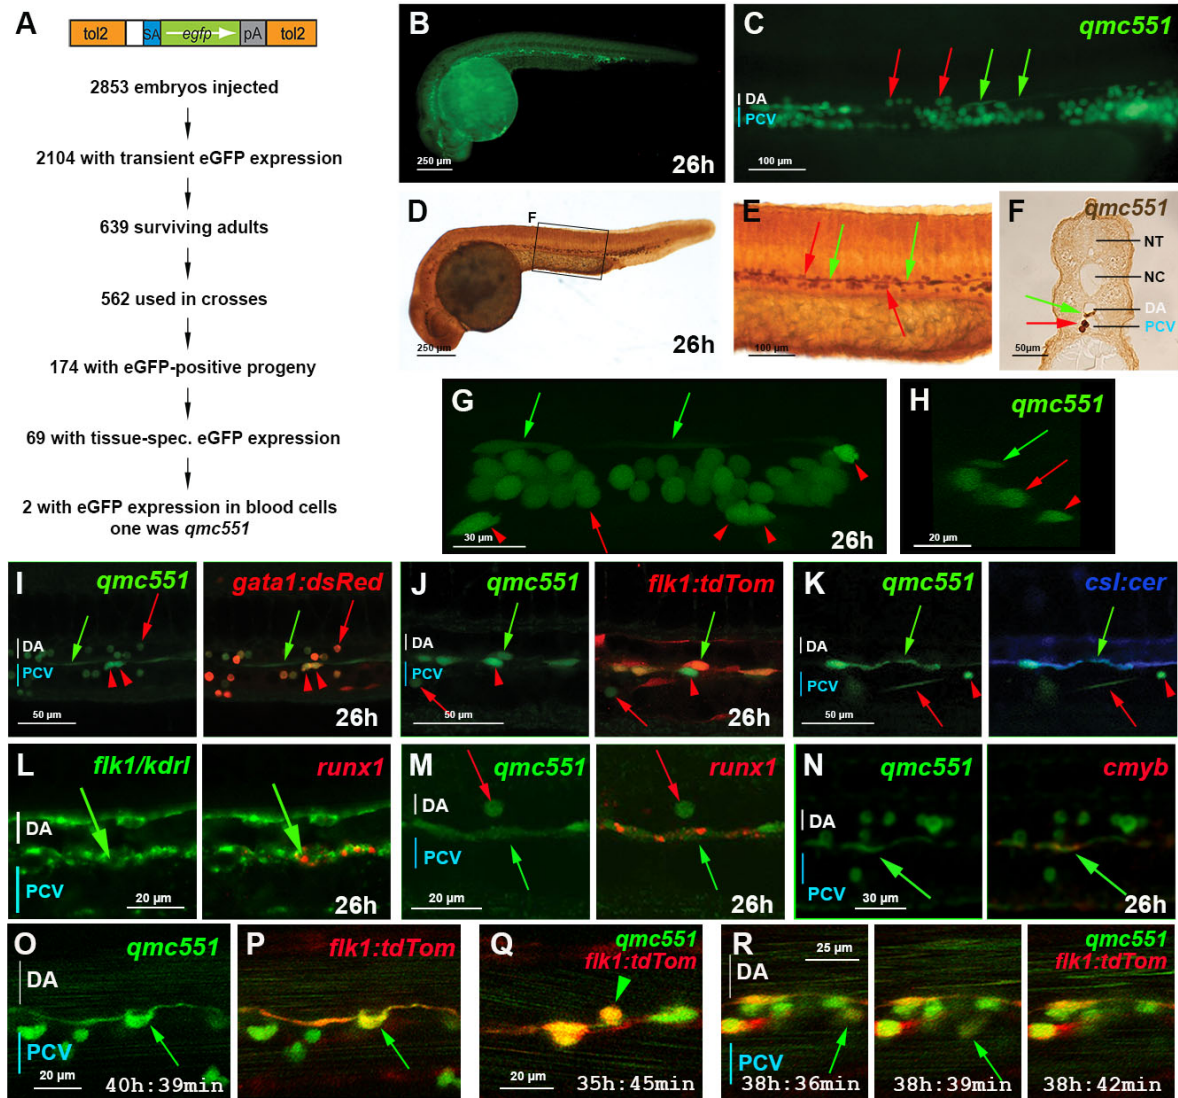 A
tol2 SA egfp pA tol2
2853 embryos injected
2104 with transient eGFP expression
639 surviving adults
562 used in crosses
174 with eGFP-positive progeny
69 with tissue-spec. eGFP expression
2 with eGFP expression in blood cells
one was qmc551
B
250 µm
26h
C
qmc551
DA
PCV
100 µm
D
F
250 µm
26h
E
100 µm
F
qmc551
NT
NC
DA
PCV
50µm
G
30 µm
26h
H
qmc551
20 µm
I
qmc551
gata1:dsRed
DA
PCV
50 µm
26h
J
qmc551
flk1:tdTom
DA
PCV
50 µm
26h
K
qmc551
csl:cer
DA
PCV
50 µm
26h
L
flk1/kdrl
runx1
DA
PCV
20 µm
26h
M
qmc551
runx1
DA
PCV
20 µm
26h
N
qmc551
cmyb
DA
PCV
30 µm
26h
O
qmc551
DA
PCV
20 µm
40h:39min
P
flk1:tdTom
Q
qmc551
flk1:tdTom
20 µm
35h:45min
R
25 µm
qmc551
flk1:tdTom
DA
PCV
38h:36min
38h:39min
38h:42min